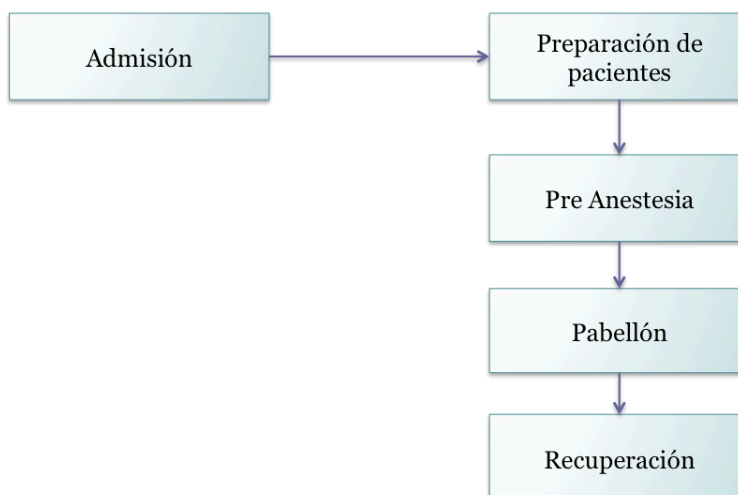 Admisión
Preparación de
pacientes
Pre Anestesia
Pabellón
Recuperación